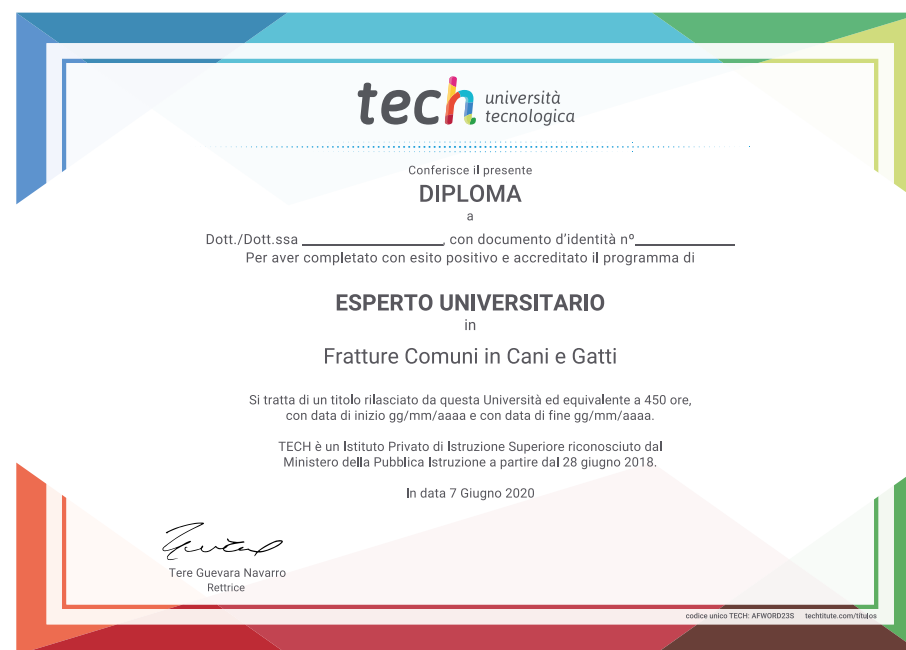 tech università
tecnologica
Conferisce il presente
DIPLOMA
a
Dott./Dott.ssa ____________________, con documento d'identità nº______________
Per aver completato con esito positivo e accreditato il programma di
ESPERTO UNIVERSITARIO
in
Fratture Comuni in Cani e Gatti
Si tratta di un titolo rilasciato da questa Università ed equivalente a 450 ore,
con data di inizio gg/mm/aaaa e con data di fine gg/mm/aaaa.
TECH è un Istituto Privato di Istruzione Superiore riconosciuto dal
Ministero della Pubblica Istruzione a partire dal 28 giugno 2018.
In data 7 Giugno 2020
Tere Guevara Navarro
Rettrice
codice unico TECH: AFWORD23S techtitute.com/titulos